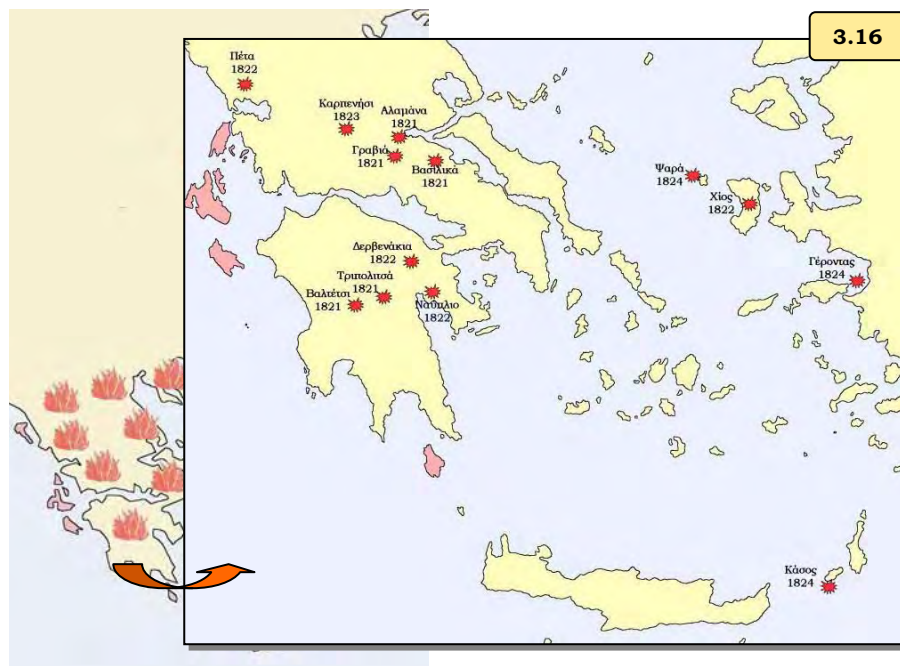 3.16
Πέτα
1822
Καρπενήσι
1823
Αλαμάνα
1821
Γραβιά
1821
Βασιλικά
1821
Ψαρά
1824
Χίος
1822
Δερβενάκια
1822
Γέροντας
1824
Τριπολιτσά
1821
Βαλτέτσι
1821
Ναύπλιο
1822
Κάσος
1824